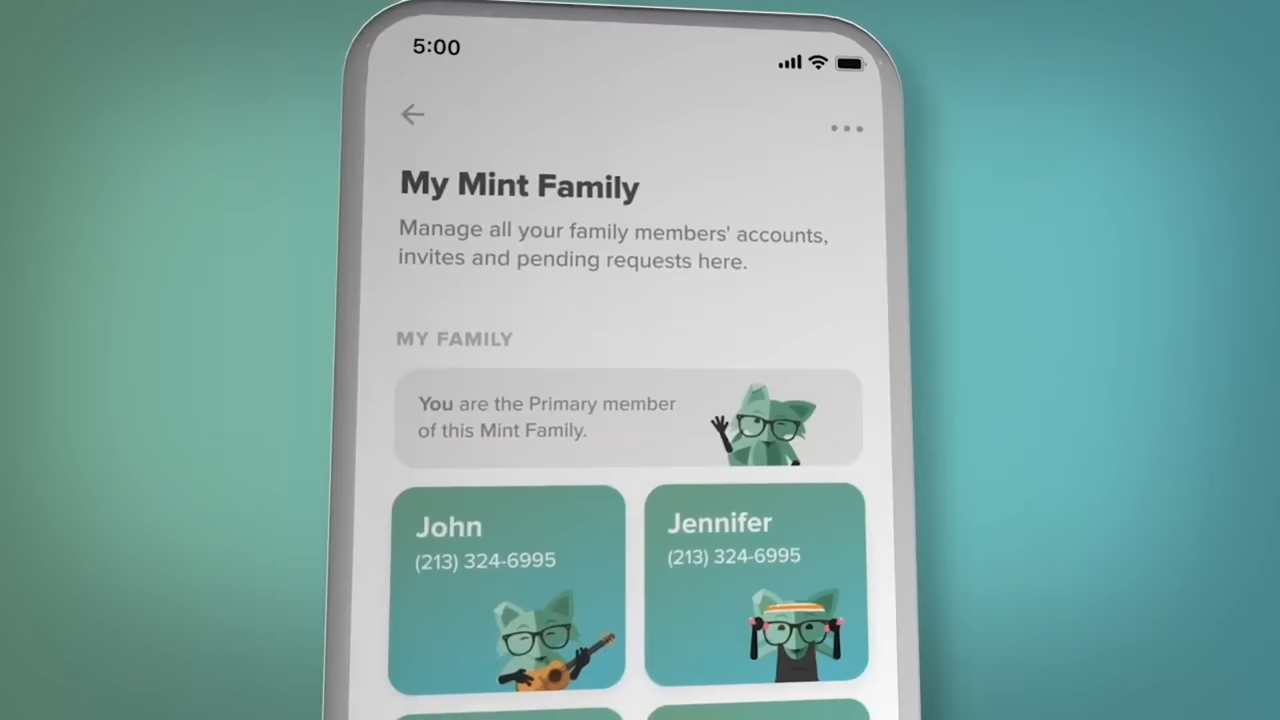 5:00
My Mint Family
Manage all your family members' accounts,
invites and pending requests here.
MY FAMILY
You are the Primary member
of this Mint Family.
John
(213) 324-6995
Jennifer
(213) 324-6995